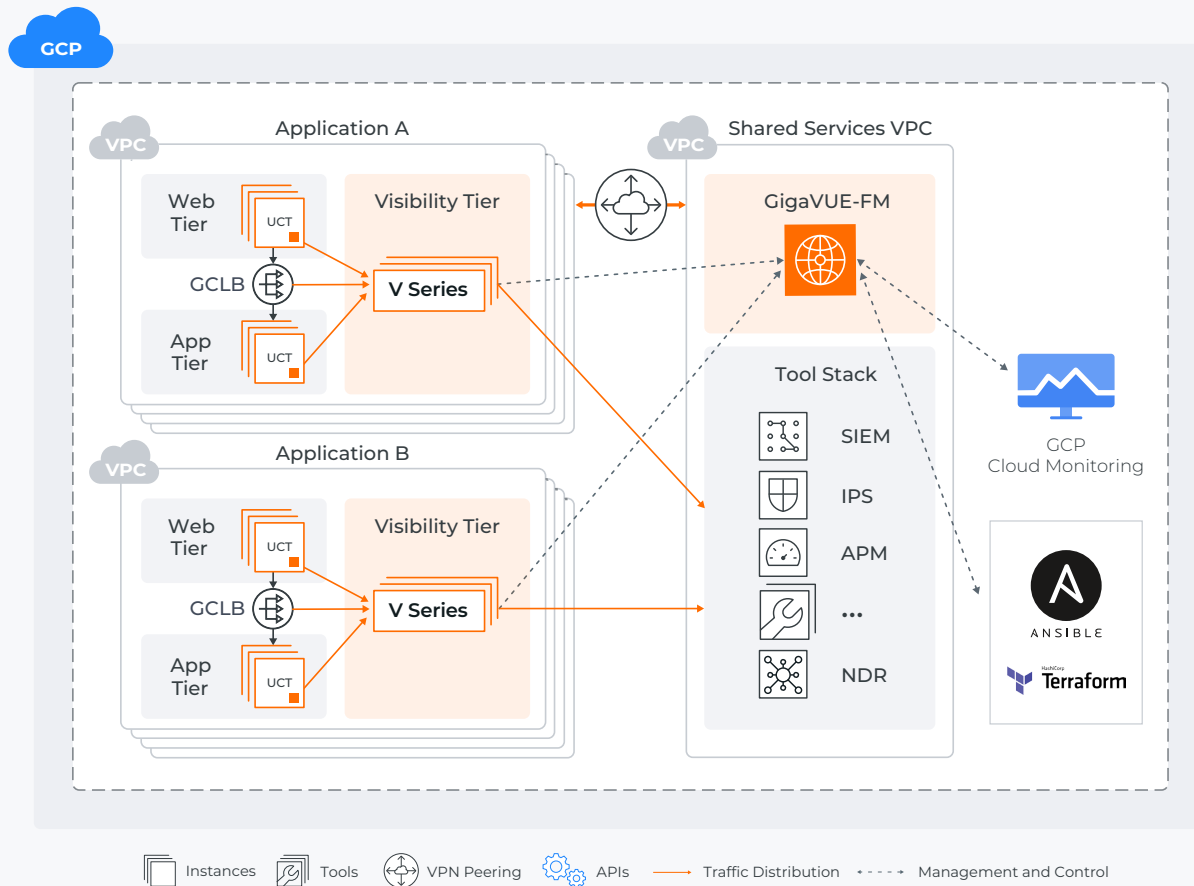 GCP
VPC
Application A
Web
Tier
UCT
GCLB
App
Tier
UCT
Visibility Tier
V Series
VPC
Application B
Web
Tier
UCT
GCLB
App
Tier
UCT
Visibility Tier
V Series
VPC
Shared Services VPC
GigaVUE-FM
Tool Stack
SIEM
IPS
APM
...
NDR
GCP
Cloud Monitoring
ANSIBLE
HashiCorp
Terraform
Instances
Tools
VPN Peering
APIs
Traffic Distribution
Management and Control